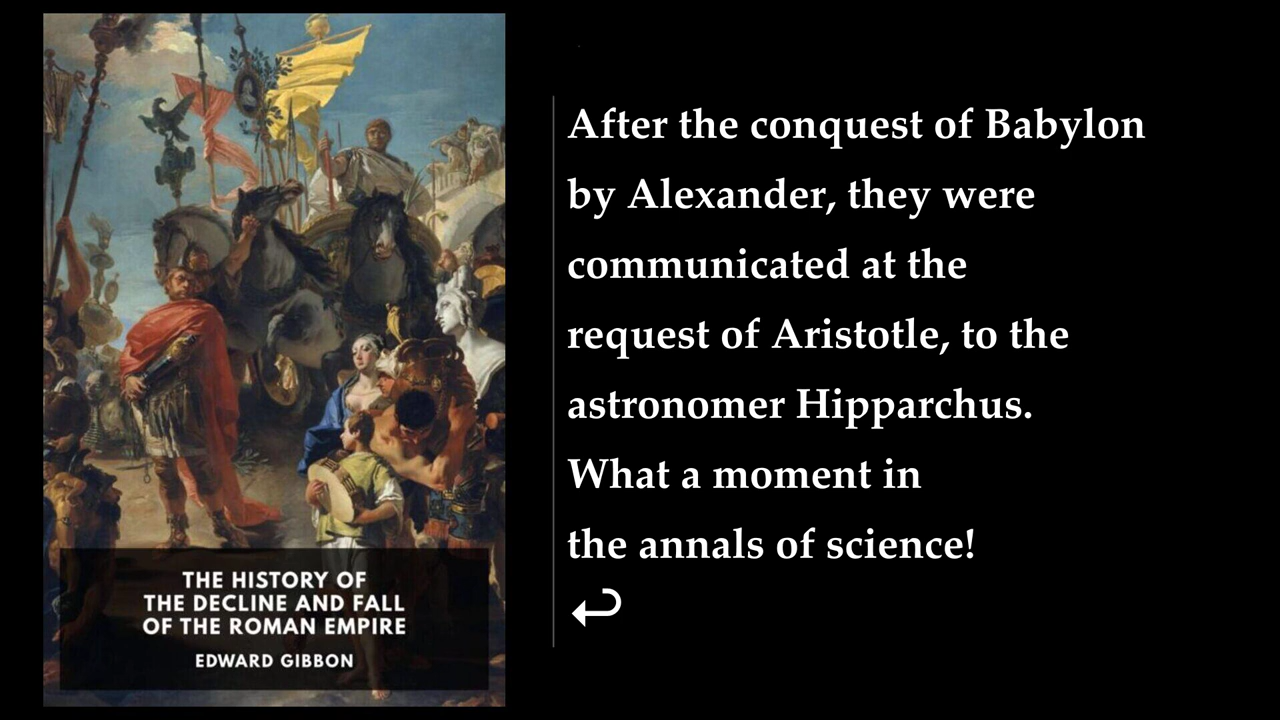 THE HISTORY OF
THE DECLINE AND FALL
OF THE ROMAN EMPIRE
EDWARD GIBBON
After the conquest of Babylon
by Alexander, they were
communicated at the
request of Aristotle, to the
astronomer Hipparchus.
What a moment in
the annals of science!
↩